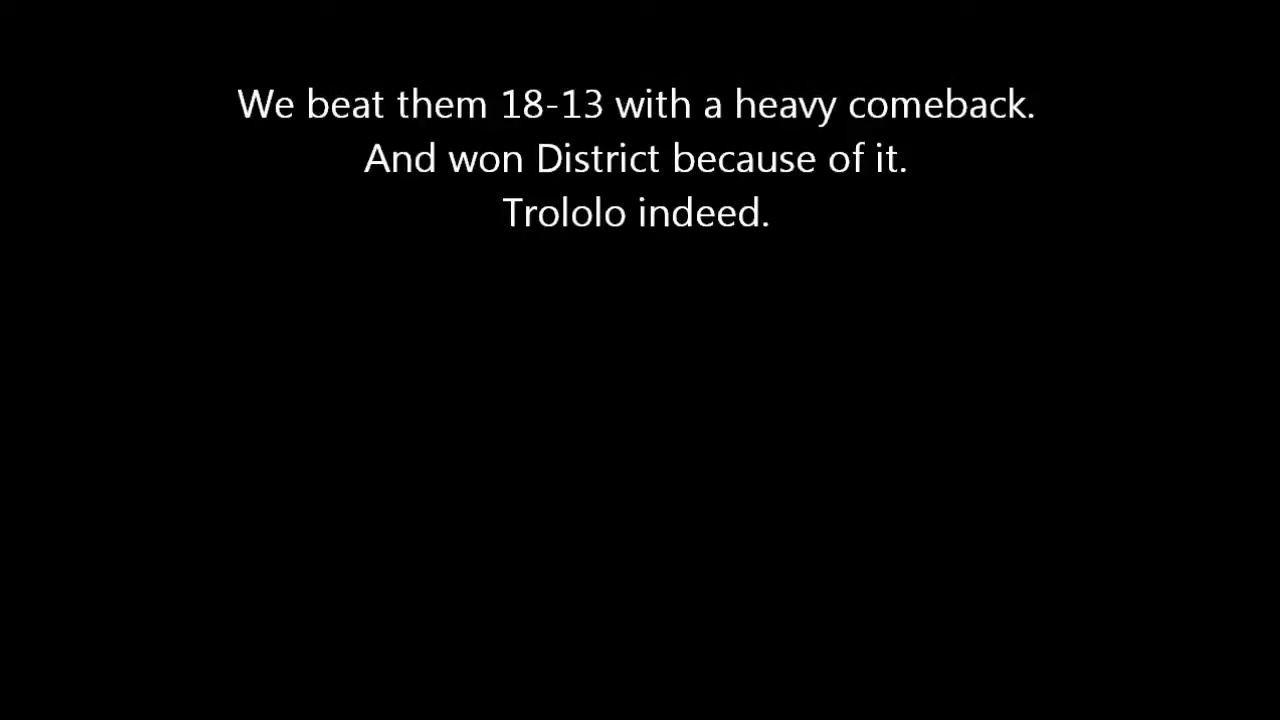 We beat them 18-13 with a heavy comeback.
And won District because of it.
Trololo indeed.